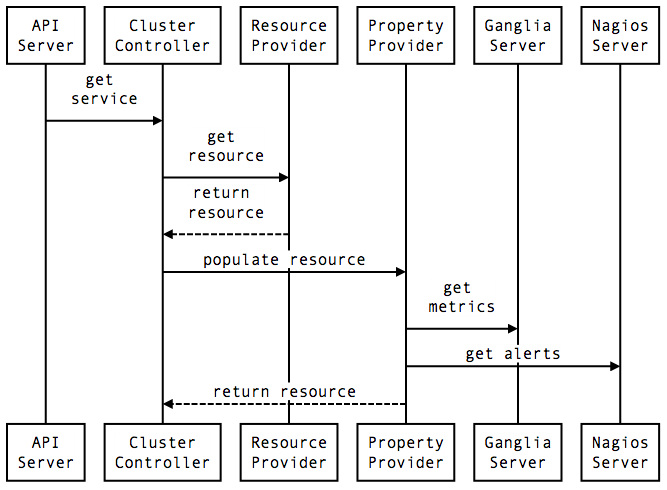 API
Server
Cluster
Controller
Resource
Provider
Property
Provider
Ganglia
Server
Nagios
Server
get
service
get
resource
return
resource
populate resource
get
metrics
get alerts
return resource
API
Server
Cluster
Controller
Resource
Provider
Property
Provider
Ganglia
Server
Nagios
Server